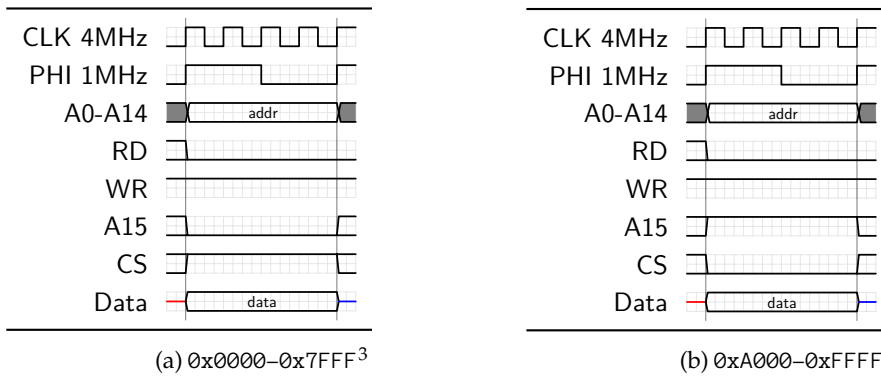 CLK 4MHz
PHI 1MHz
A0-A14
addr
RD
WR
A15
CS
Data
data
(a) 0x0000–0x7FFF³
CLK 4MHz
PHI 1MHz
A0-A14
addr
RD
WR
A15
CS
Data
data
(b) 0xA000–0xFFFF